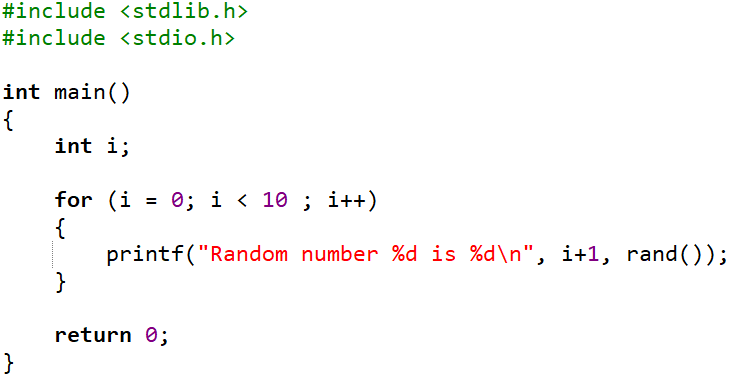 #include <stdlib.h>
#include <stdio.h>
int main()
{
    int i;
    for (i = 0; i < 10 ; i++)
    {
        printf("Random number %d is %d\n", i+1, rand());
    }
    return 0;
}